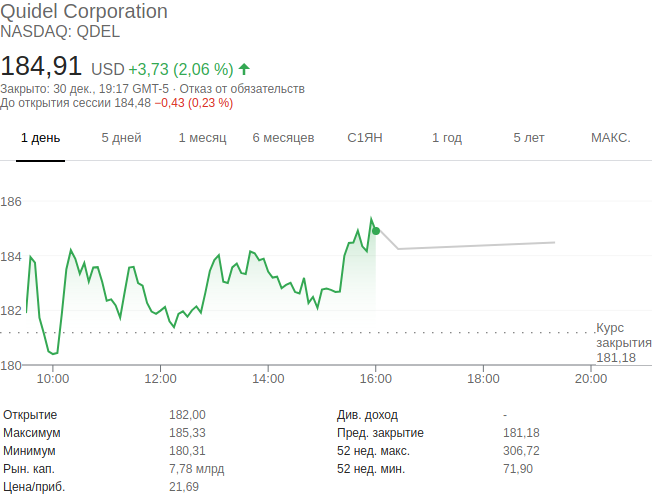 Quidel Corporation
NASDAQ: QDEL
184,91 USD +3,73 (2,06 %)
Закрыто: 30 дек., 19:17 GMT-5 · Отказ от обязательств
До открытия сессии 184,48 −0,43 (0,23 %)
1 день 5 дней 1 месяц 6 месяцев С1ЯН 1 год 5 лет МАКС.
186
184
182
Курс
закрытия
181,18
180
10:00 12:00 14:00 16:00 18:00 20:00
Открытие 182,00 Див. доход -
Максимум 185,33 Пред. закрытие 181,18
Минимум 180,31 52 нед. макс. 306,72
Рын. кап. 7,78 млрд 52 нед. мин. 71,90
Цена/приб. 21,69